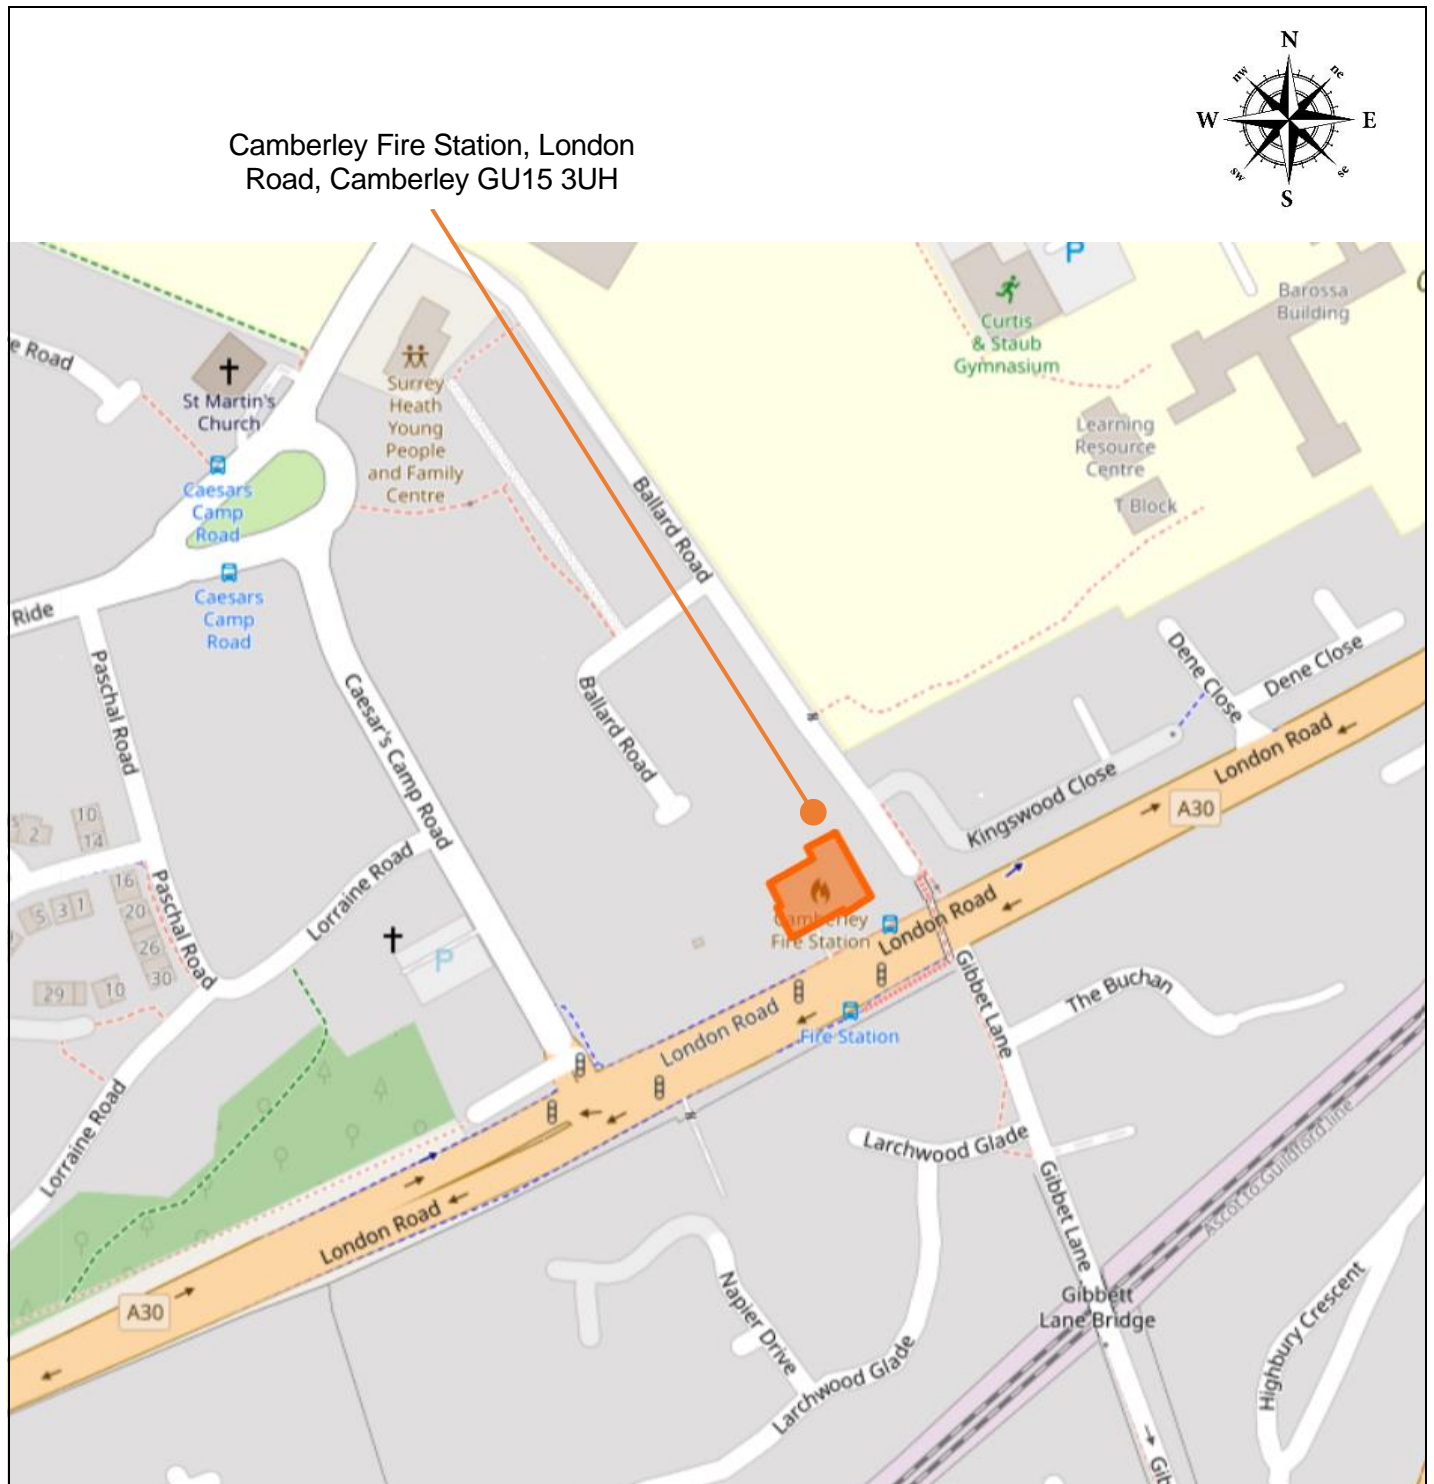 N
nw
ne
W
E
sw
se
S
Camberley Fire Station, London
Road, Camberley GU15 3UH
P
Barossa
Building
Curtis
& Staub
Gymnasium
e Road
St Martin's
Church
Surrey
Heath
Young
People
and Family
Centre
Learning
Resource
Centre
T Block
Caesars
Camp
Road
Caesars
Camp
Road
Ride
Ballard Road
Ballard Road
Paschal Road
Caesar's Camp Road
Dene Close
Dene Close
London Road
A30
Kingswood Close
10
14
2
16
20
26
30
5
3
1
29
10
Paschal Road
Lorraine Road
P
Camberley
Fire Station
London Road
London Road
Fire Station
Gibbet Lane
The Buchan
Lorraine Road
Larchwood Glade
Gibbet Lane
Ascot to Guildford line
London Road
A30
Napier Drive
Larchwood Glade
Gibbett
Lane Bridge
Highbury Crescent
Gib